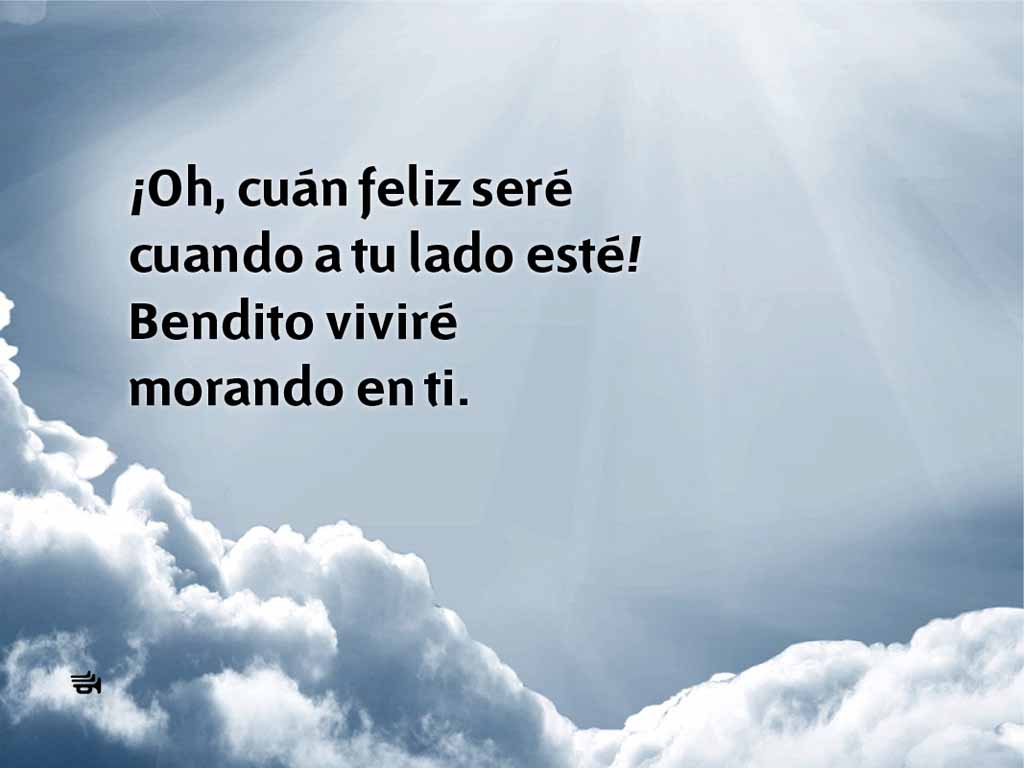 ¡Oh, cuán feliz seré
cuando a tu lado esté!
Bendito viviré
morando en ti.